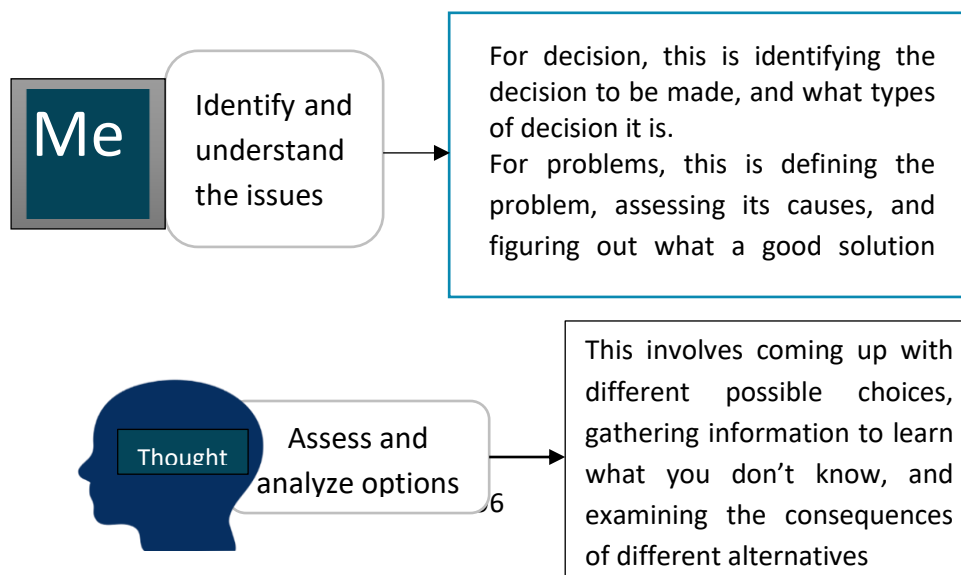 Me
Identify and
understand
the issues
For decision, this is identifying the
decision to be made, and what types
of decision it is.
For problems, this is defining the
problem, assessing its causes, and
figuring out what a good solution
Thought
Assess and
analyze options
36
This involves coming up with
different possible choices,
gathering information to learn
what you don’t know, and
examining the consequences
of different alternatives